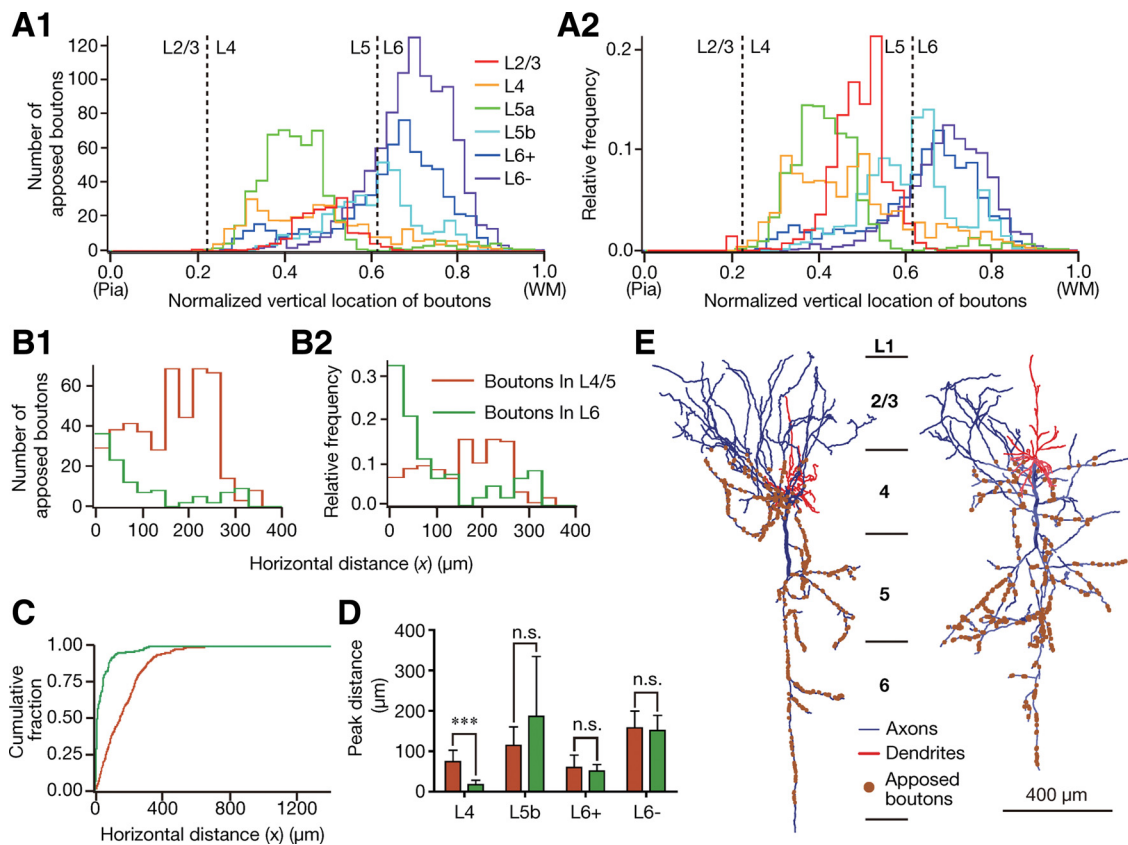 A1
Number of
apposed boutons
120
100
80
60
40
20
0
L2/3
L4
L5
L6
L2/3
L4
L5a
L5b
L6+
L6-
0.0
0.2
0.4
0.6
0.8
1.0
(Pia)
(WM)
Normalized vertical location of boutons
A2
Relative frequency
0.2
0.1
0.0
L2/3
L4
L5
L6
0.0
0.2
0.4
0.6
0.8
1.0
(Pia)
(WM)
Normalized vertical location of boutons
B1
Number of
apposed boutons
60
40
20
0
0
100
200
300
400
B2
Relative frequency
0.3
0.2
0.1
0.0
Boutons In L4/5
Boutons In L6
0
100
200
300
400
Horizontal distance (x) (µm)
C
Cumulative
fraction
1.00
0.75
0.50
0.25
0.00
0
400
800
1200
Horizontal distance (x) (µm)
D
Peak distance
(µm)
400
300
200
100
0
***
n.s.
n.s.
n.s.
L4
L5b
L6+
L6-
E
L1
2/3
4
5
6
Axons
Dendrites
Apposed
boutons
400 µm